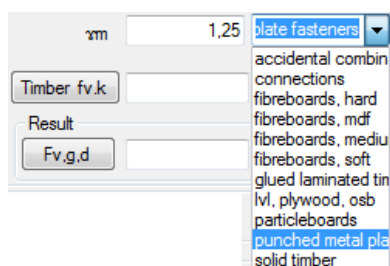 γm 1,25 plate fasteners
accidental combin
connections
Timber fv.k
fibreboards, hard
fibreboards, mdf
Result
fibreboards, mediu
Fv,g,d
fibreboards, soft
glued laminated tim
lvl, plywood, osb
particleboards
punched metal pla
solid timber